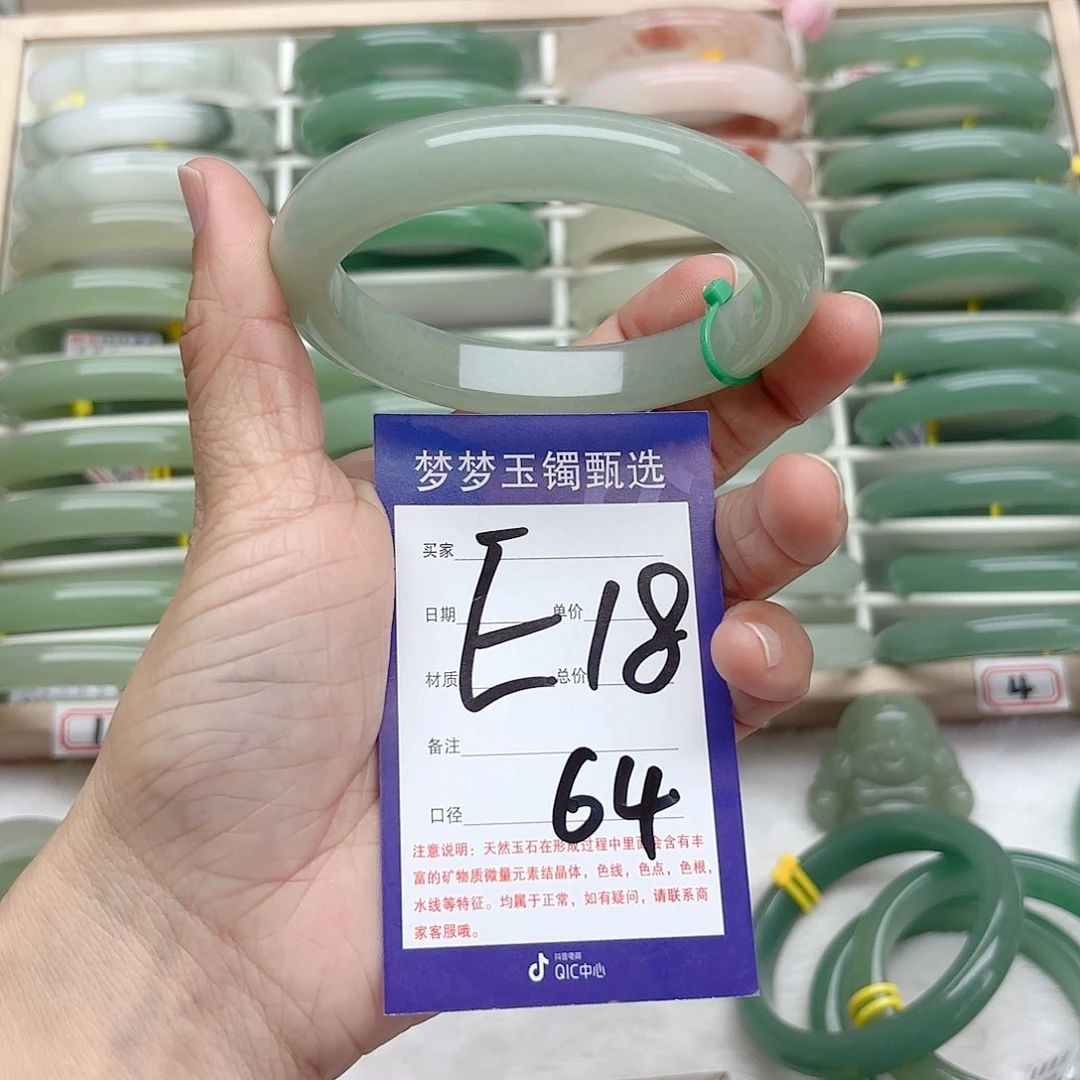 梦梦玉镯甄选
买家
日期 单价
材质 总价
E18
备注
口径 64
注意说明：天然玉石在形成过程中里面会含有丰
富的矿物质微量元素结晶体，色线，色点，色根，
水线等特征。均属于正常，如有疑问，请联系商
家客服哦。
抖音电商
QIC中心
1
4